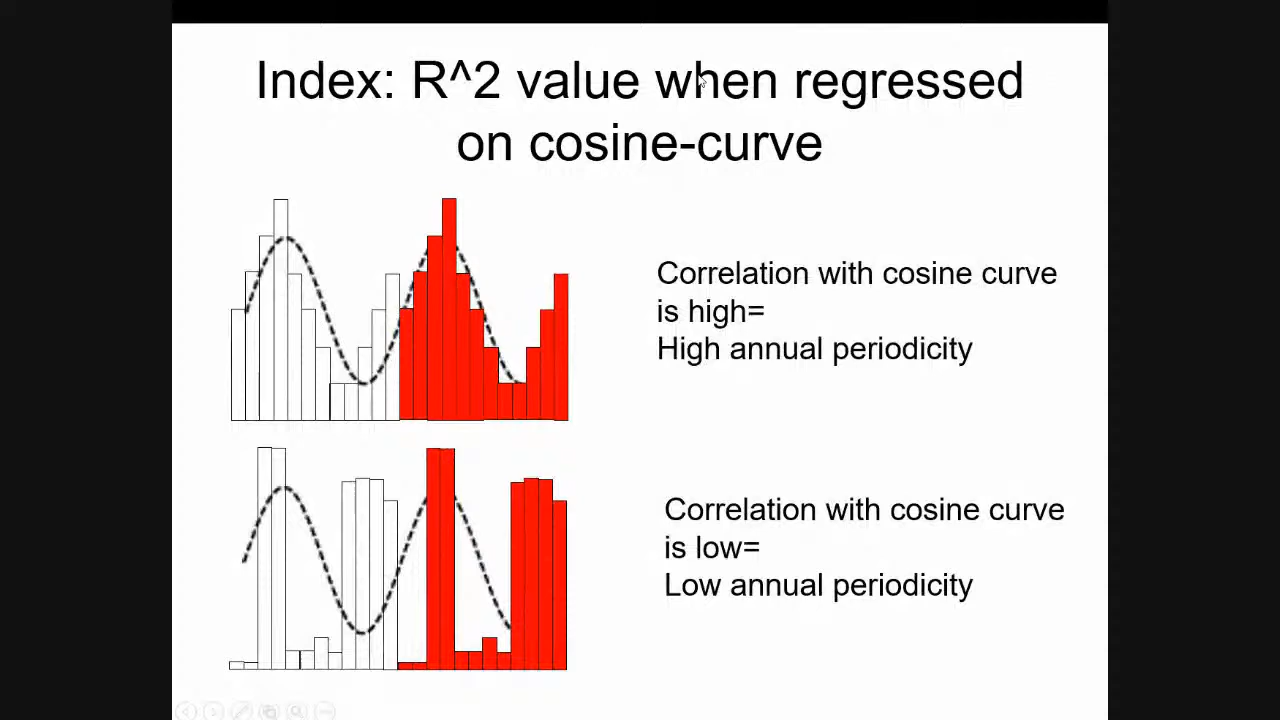 Index: R^2 value when regressed
on cosine-curve
Correlation with cosine curve
is high=
High annual periodicity
Correlation with cosine curve
is low=
Low annual periodicity